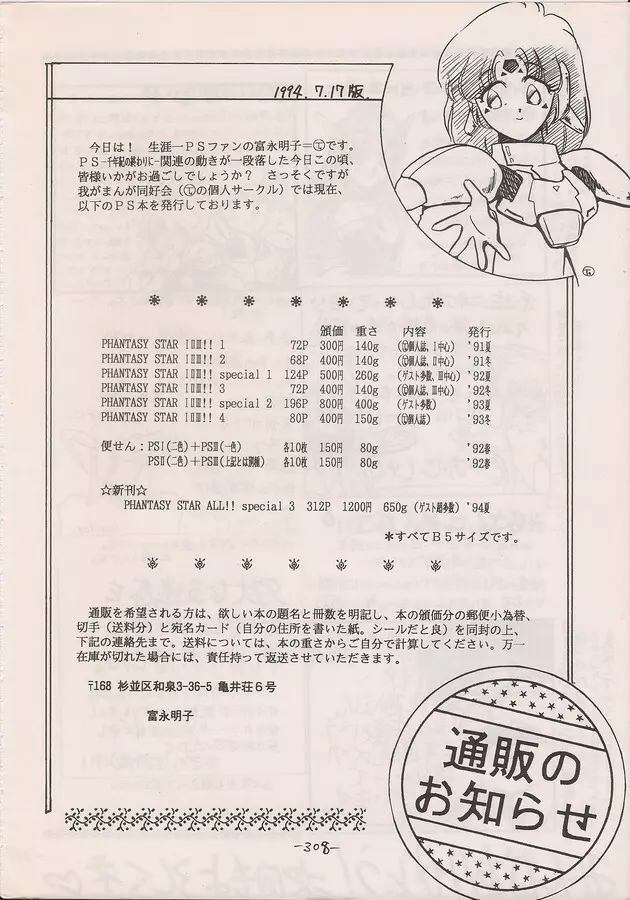 1994.7.17版.
今日は！ 生涯一ＰＳファンの富永明子＝㋓です。
ＰＳ−千年紀の終わりに−関連の動きが一段落した今日この頃、
皆様いかがお過ごしでしょうか？ さっそくですが
我がまんが同好会（㋓の個人サークル）では現在、
以下のＰＳ本を発行しております。
＊ ＊ ＊ ＊ ＊ ＊ ＊
頒価 重さ 内容 発行
PHANTASY STAR ⅠⅡⅢ!! 1 72P 300円 140g (㋓個人誌、Ⅰ中心) '91夏
PHANTASY STAR ⅠⅡⅢ!! 2 68P 400円 140g (㋓個人誌、Ⅱ中心) '91冬
PHANTASY STAR ⅠⅡⅢ!! special 1 124P 500円 260g (ゲスト多数、Ⅲ中心) '92夏
PHANTASY STAR ⅠⅡⅢ!! 3 72P 400円 140g (㋓個人誌、Ⅲ中心) '92冬
PHANTASY STAR ⅠⅡⅢ!! special 2 196P 800円 400g (ゲスト多数) '93夏
PHANTASY STAR ⅠⅡⅢ!! 4 80P 400円 150g (㋓個人誌) '93冬
便せん：PSⅠ(二色)＋PSⅢ(一色) 各10枚 150円 80g '92春
PSⅡ(二色)＋PSⅢ(上記とは別種) 各10枚 150円 80g '92春
☆新刊☆
PHANTASY STAR ALL!! special 3 312P 1200円 650g (ゲスト超多数) '94夏
＊すべてＢ５サイズです。
通販を希望される方は、欲しい本の題名と冊数を明記し、本の頒価分の郵便小為替、
切手（送料分）と宛名カード（自分の住所を書いた紙。シールだと良）を同封の上、
下記の連絡先まで。送料については、本の重さからご自分で計算してください。万一
在庫が切れた場合には、責任持って返送させていただきます。
〒168 杉並区和泉3-36-5 亀井荘６号
富永明子
通販の
お知らせ
-308-